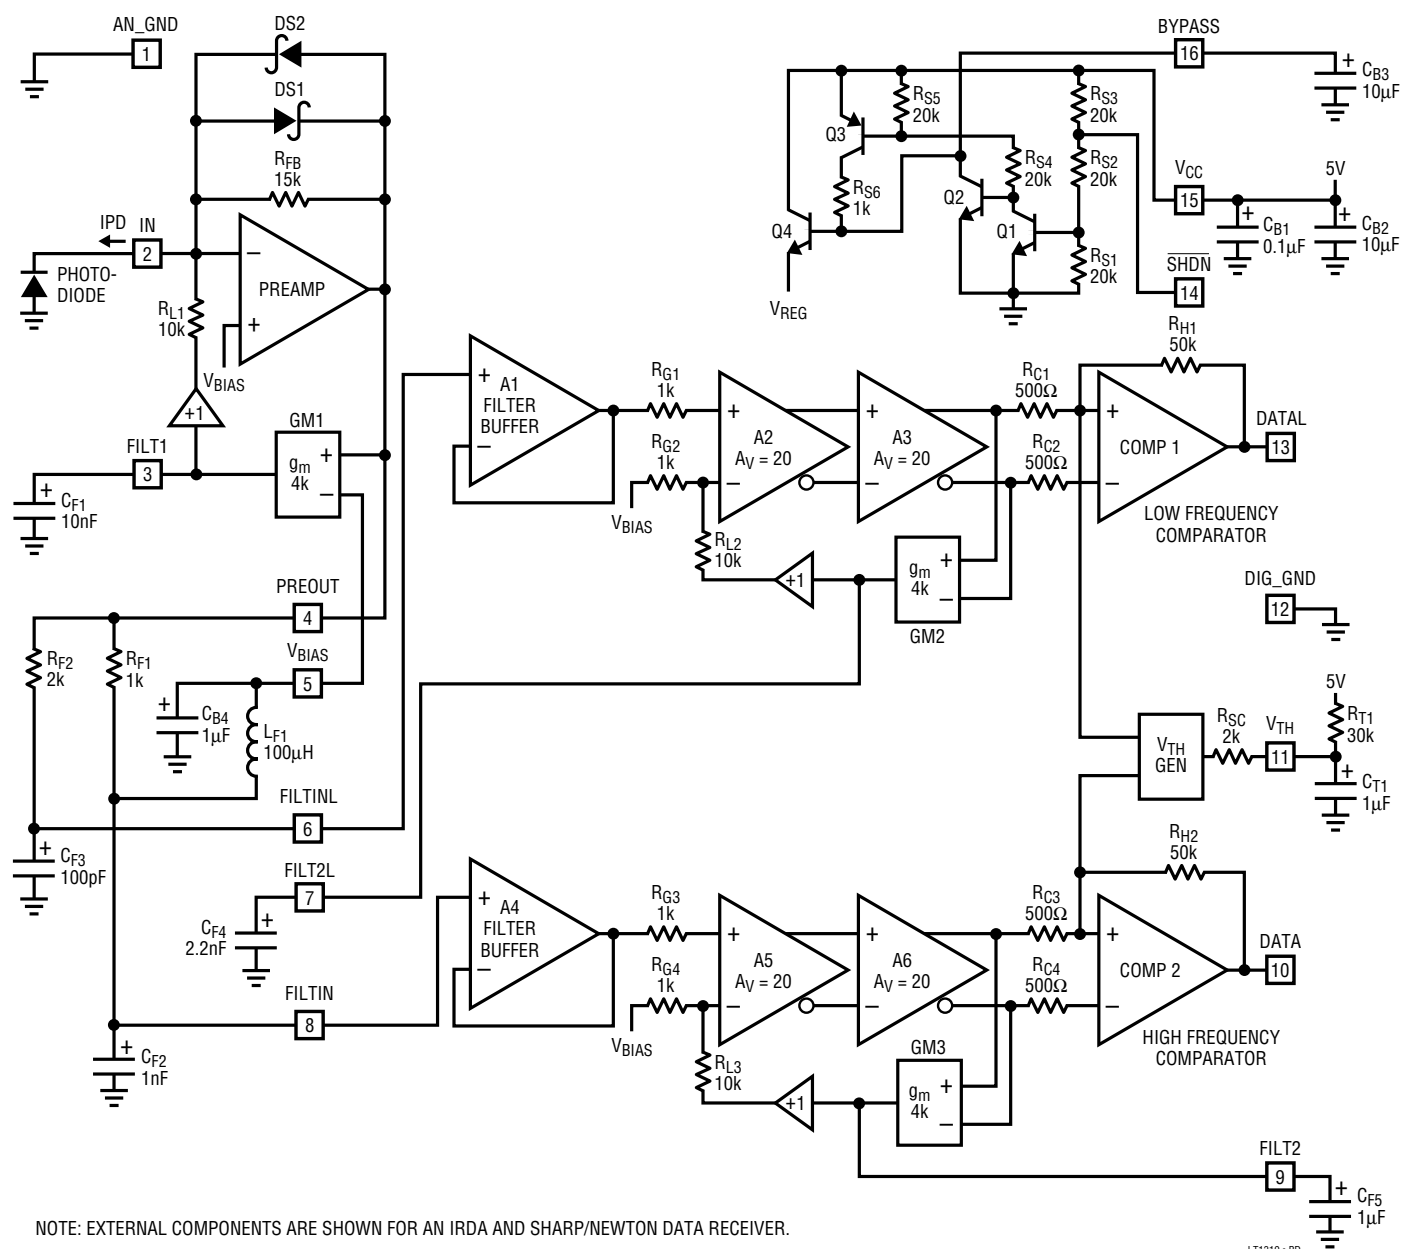 AN_GND
1
DS2
DS1
RFB
15k
IPD
IN
2
PHOTO-
DIODE
−
+
PREAMP
RL1
10k
VBIAS
+1
GM1
gm
4k
+
−
FILT1
3
+
CF1
10nF
PREOUT
4
RF2
2k
RF1
1k
VBIAS
5
+
CB4
1µF
LF1
100µH
FILTINL
6
+
CF3
100pF
FILT2L
7
+
CF4
2.2nF
FILTIN
8
+
CF2
1nF
BYPASS
16
+
CB3
10µF
RS5
20k
RS3
20k
Q3
RS4
20k
RS2
20k
RS6
1k
Q2
Q4
Q1
RS1
20k
VREG
VCC
15
5V
+
CB1
0.1µF
+
CB2
10µF
SHDN
14
+
−
A1
FILTER
BUFFER
RG1
1k
RG2
1k
VBIAS
+
−
A2
AV = 20
+
−
A3
AV = 20
RC1
500Ω
RC2
500Ω
RH1
50k
+
−
COMP 1
DATAL
13
LOW FREQUENCY
COMPARATOR
RL2
10k
+1
gm
4k
+
−
GM2
DIG_GND
12
VTH
GEN
RSC
2k
VTH
11
5V
RT1
30k
+
CT1
1µF
+
−
A4
FILTER
BUFFER
RG3
1k
RG4
1k
VBIAS
+
−
A5
AV = 20
+
−
A6
AV = 20
RC3
500Ω
RC4
500Ω
RH2
50k
+
−
COMP 2
DATA
10
HIGH FREQUENCY
COMPARATOR
RL3
10k
+1
GM3
gm
4k
+
−
FILT2
9
+
CF5
1µF
NOTE: EXTERNAL COMPONENTS ARE SHOWN FOR AN IRDA AND SHARP/NEWTON DATA RECEIVER.